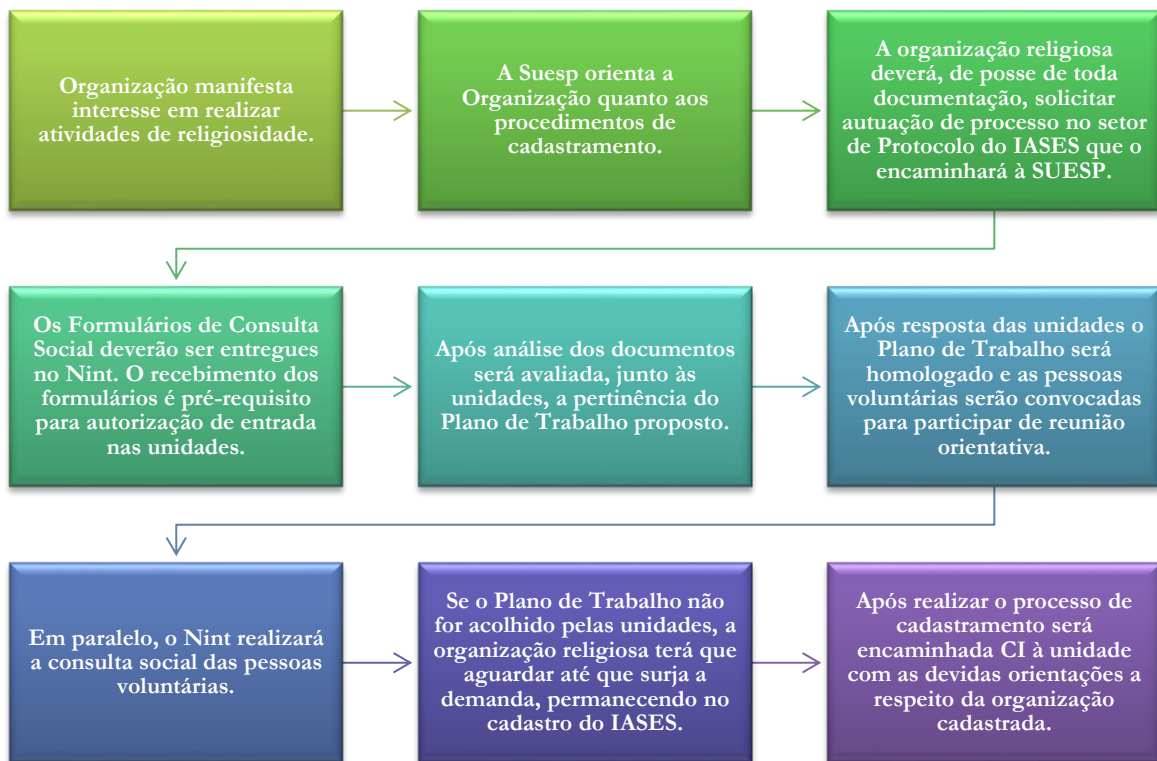 Organização manifesta
interesse em realizar
atividades de religiosidade.
A Suesp orienta a
Organização quanto aos
procedimentos de
cadastramento.
A organização religiosa
deverá, de posse de toda
documentação, solicitar
autuação de processo no setor
de Protocolo do IASES que o
encaminhará à SUESP.
Os Formulários de Consulta
Social deverão ser entregues
no Nint. O recebimento dos
formulários é pré-requisito
para autorização de entrada
nas unidades.
Após análise dos documentos
será avaliada, junto às
unidades, a pertinência do
Plano de Trabalho proposto.
Após resposta das unidades o
Plano de Trabalho será
homologado e as pessoas
voluntárias serão convocadas
para participar de reunião
orientativa.
Em paralelo, o Nint realizará
a consulta social das pessoas
voluntárias.
Se o Plano de Trabalho não
for acolhido pelas unidades, a
organização religiosa terá que
aguardar até que surja a
demanda, permanecendo no
cadastro do IASES.
Após realizar o processo de
cadastramento será
encaminhada CI à unidade
com as devidas orientações a
respeito da organização
cadastrada.